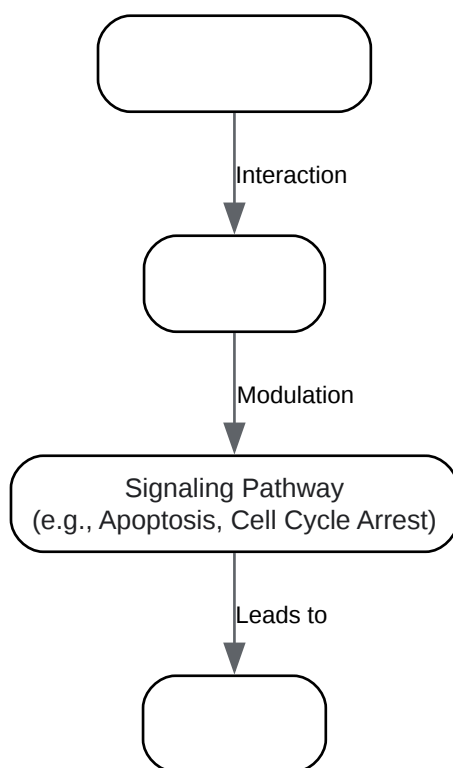 Interaction
Modulation
Signaling Pathway
(e.g., Apoptosis, Cell Cycle Arrest)
Leads to